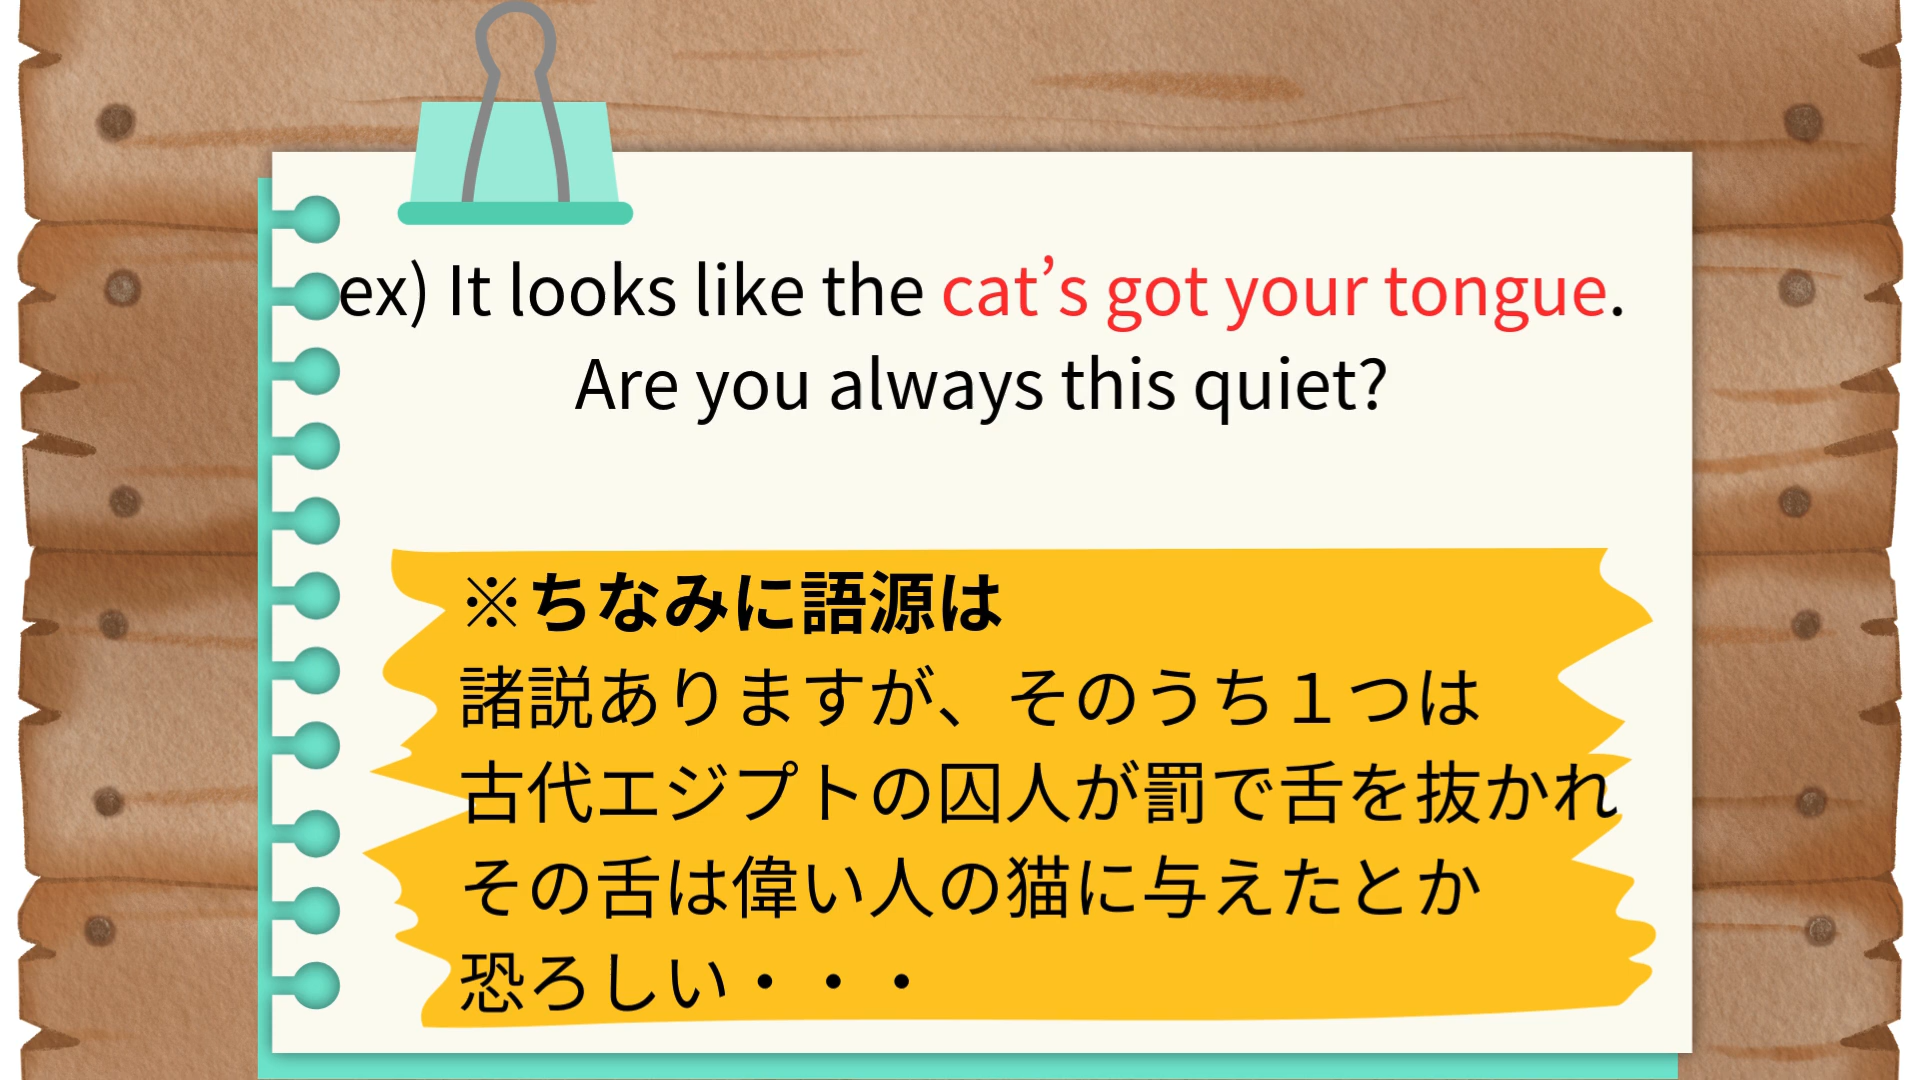 ex) It looks like the cat’s got your tongue.
Are you always this quiet?
※ちなみに語源は
諸説ありますが、そのうち１つは
古代エジプトの囚人が罰で舌を抜かれ
その舌は偉い人の猫に与えたとか
恐ろしい・・・